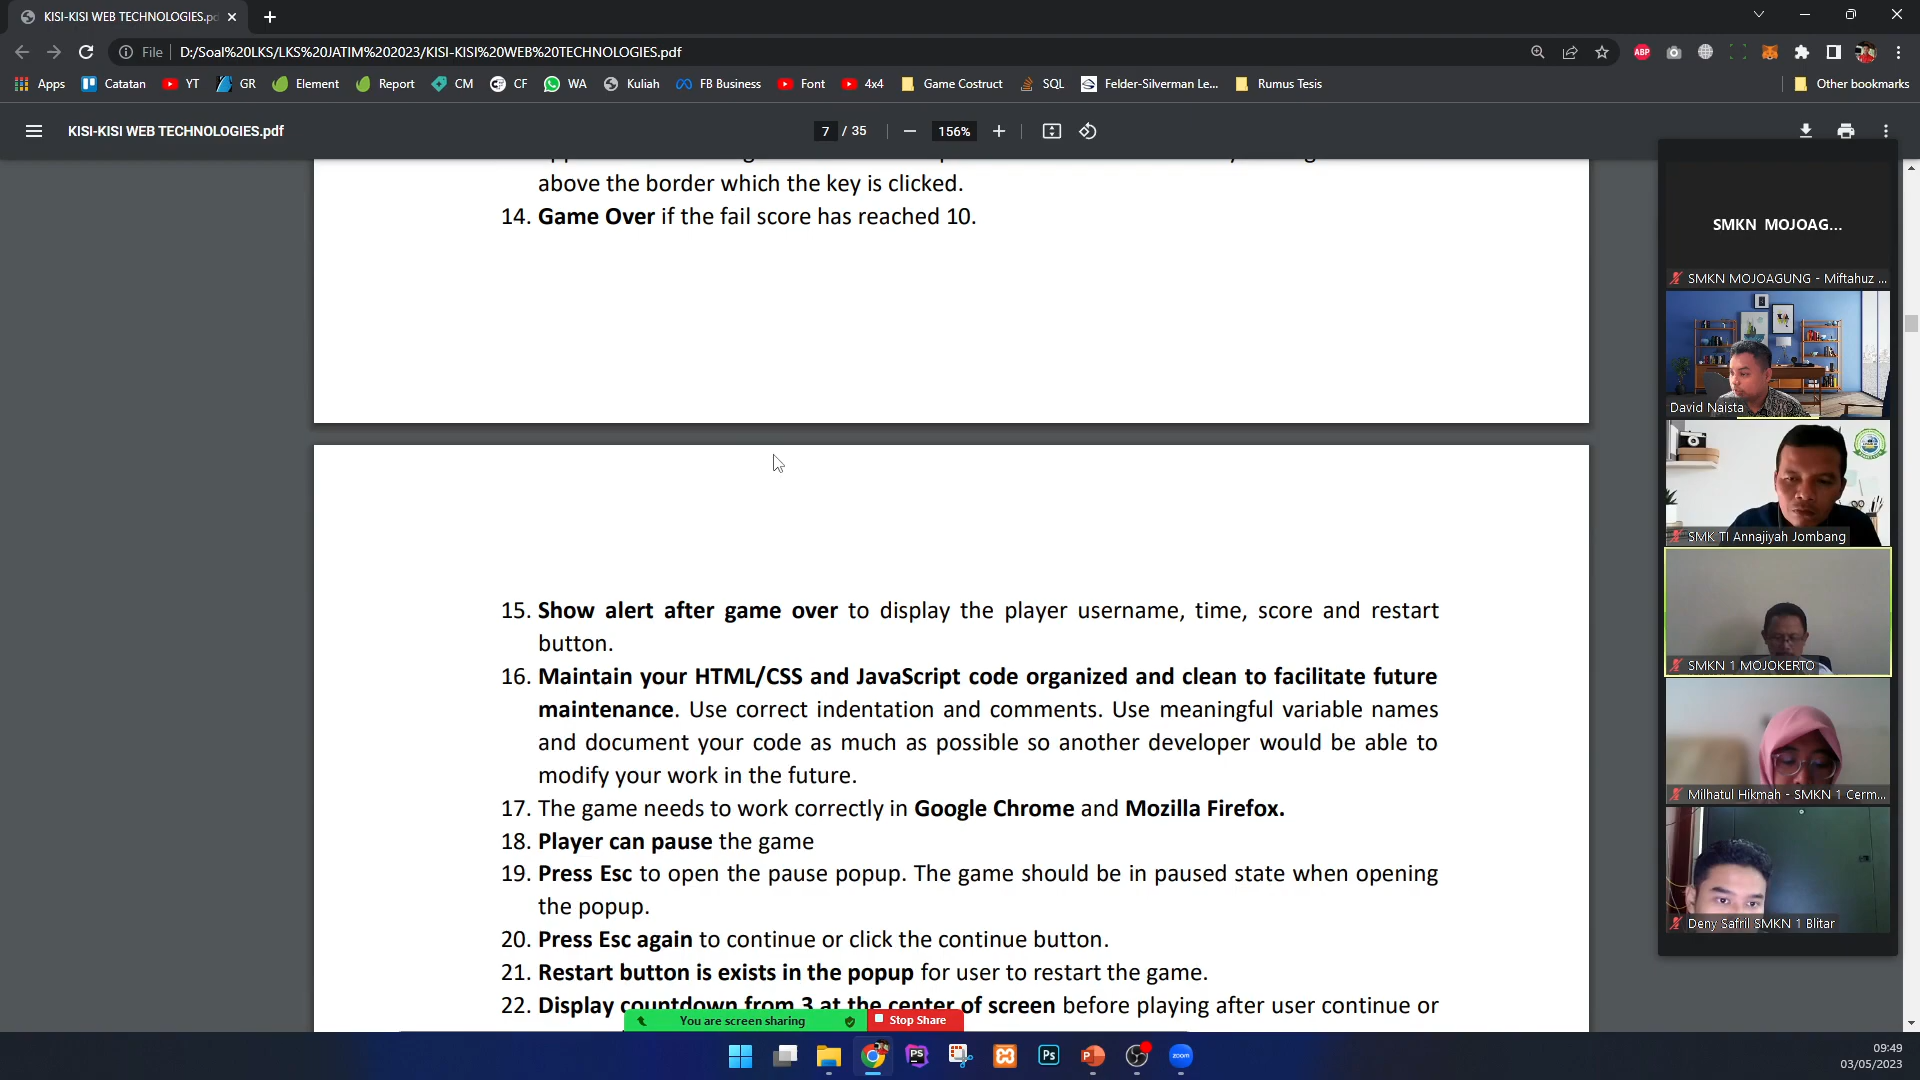 KISI-KISI WEB TECHNOLOGIES.pd
File
D:/Soal%20LKS/LKS%20JATIM%202023/KISI-KISI%20WEB%20TECHNOLOGIES.pdf
ABP
Apps
Catatan
YT
GR
Element
Report
CM
CF
WA
Kuliah
FB Business
Font
4x4
Game Costruct
SQL
Felder-Silverman Le...
Rumus Tesis
Other bookmarks
KISI-KISI WEB TECHNOLOGIES.pdf
7 / 35
156%
above the border which the key is clicked.
14. Game Over if the fail score has reached 10.
15. Show alert after game over to display the player username, time, score and restart
button.
16. Maintain your HTML/CSS and JavaScript code organized and clean to facilitate future
maintenance. Use correct indentation and comments. Use meaningful variable names
and document your code as much as possible so another developer would be able to
modify your work in the future.
17. The game needs to work correctly in Google Chrome and Mozilla Firefox.
18. Player can pause the game
19. Press Esc to open the pause popup. The game should be in paused state when opening
the popup.
20. Press Esc again to continue or click the continue button.
21. Restart button is exists in the popup for user to restart the game.
22. Display countdown from 3 at the center of screen before playing after user continue or
You are screen sharing
Stop Share
SMKN MOJOAG...
SMKN MOJOAGUNG - Miftahuz ...
David Naista
SMK TI Annajiyah Jombang
SMKN 1 MOJOKERTO
Milhatul Hikmah - SMKN 1 Cerm...
Deny Safril SMKN 1 Blitar
PS
Ps
P
zoom
09:49
03/05/2023